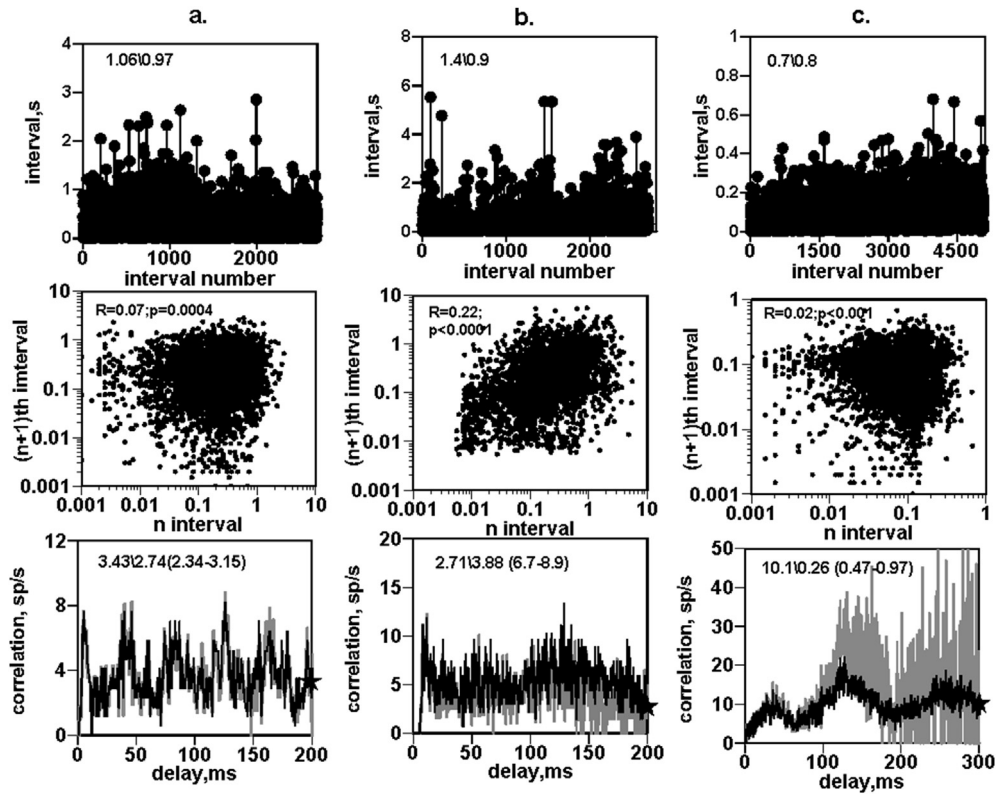 a.
b.
c.
4
3
2
1
0
interval,s
1.06\0.97
0 1000 2000
interval number
8
6
4
2
0
interval,s
1.4\0.9
0 1000 2000
interval number
1
0.8
0.6
0.4
0.2
0
interval,s
0.7\0.8
0 1500 3000 4500
interval number
10
1
0.1
0.01
0.001
(n+1)th imterval
R=0.07;p=0.0004
0.001 0.01 0.1 1 10
n interval
10
1
0.1
0.01
0.001
(n+1)th imterval
R=0.22;
p<0.0001
0.001 0.01 0.1 1 10
n interval
1
0.1
0.01
0.001
(n+1)th imterval
R=0.02;p<0.001
0.001 0.01 0.1 1
n interval
12
8
4
0
correlation, sp/s
3.43\2.74(2.34-3.15)
0 50 100 150 200
delay,ms
20
15
10
5
0
correlation, sp/s
2.71\3.88 (6.7-8.9)
0 50 100 150 200
delay,ms
50
40
30
20
10
0
correlation, sp/s
10.1\0.26 (0.47-0.97)
0 100 200 300
delay,ms